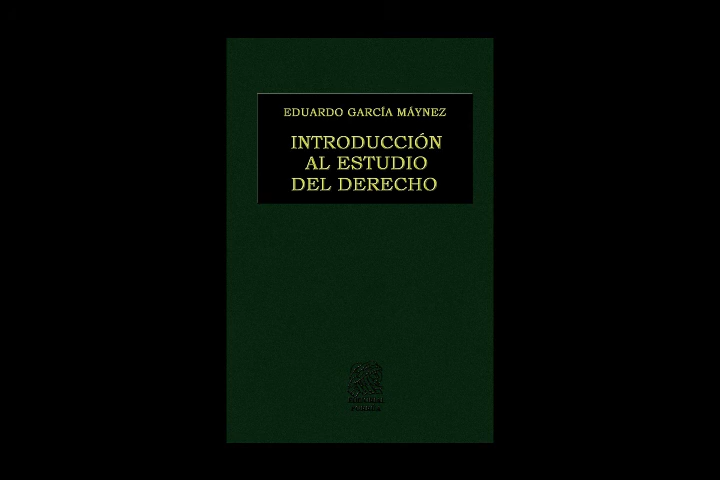 EDUARDO GARCÍA MÁYNEZ
INTRODUCCIÓN
AL ESTUDIO
DEL DERECHO